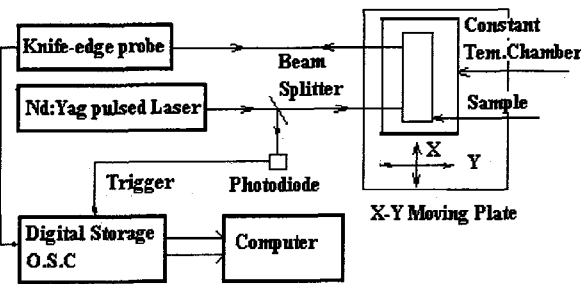 Knife-edge probe
Constant
Tem.Chamber
Beam
Splitter
Nd:Yag pulsed Laser
Sample
X
Y
Trigger
Photodiode
X-Y Moving Plate
Digital Storage
O.S.C
Computer